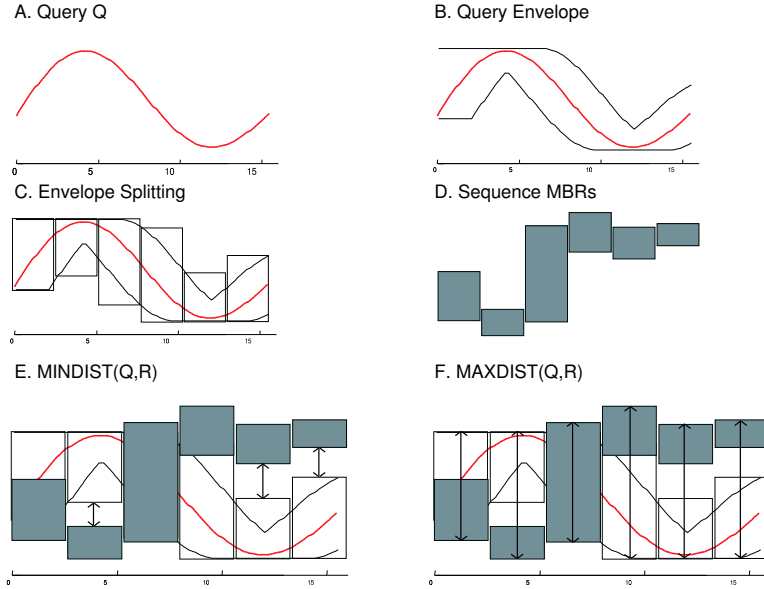 A. Query Q
B. Query Envelope
0 5 10 15
0 5 10 15
C. Envelope Splitting
D. Sequence MBRs
0 5 10 15
E. MINDIST(Q,R)
F. MAXDIST(Q,R)
0 5 10 15
0 5 10 15